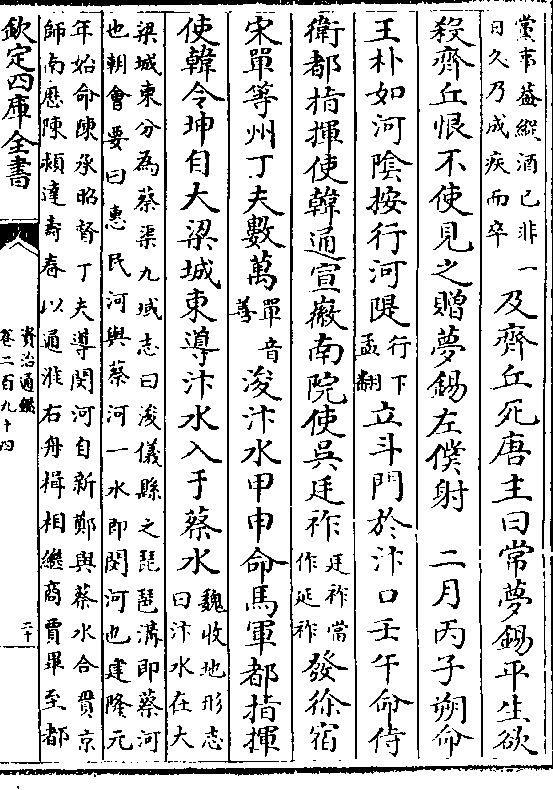 黨事益縱酒已非一
日久乃成疾而卒
及齊丘死唐主曰常夢錫平生欲
殺齊丘恨不使見之贈夢錫左僕射　二月丙子朔命
王朴如河陰按行河隄
行下
孟翻
立斗門於汴口壬午命侍
衛都指揮使韓通宣徽南院使吳廷祚
廷祚當
作延祚
發徐宿
宋單等州丁夫數萬
單音
善
浚汴水甲申命馬軍都指揮
使韓令坤自大梁城東導汴水入于蔡水
魏收地形志
曰汴水在大
梁城東分為蔡渠九域志曰浚儀縣之琵琶溝即蔡河
也朝會要曰惠民河與蔡河一水即閔河也建隆元
年始命陳承昭督丁夫導閔河自新鄭與蔡水合貫京
師南歷陳潁達壽春以通淮右舟楫相繼商賈畢至都
欽定四庫全書
資治通鑑
卷二百九十四
二十